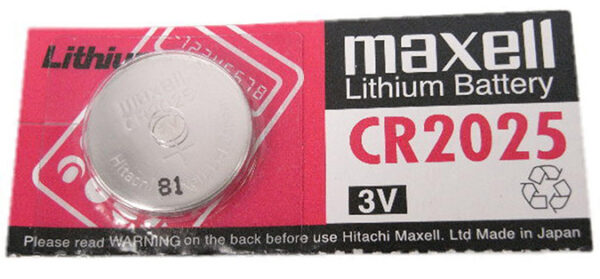 Lithiu
maxell
Lithium Battery
CR2025
3V
81
Please read WARNING on the back before use Hitachi Maxell. Ltd Made in Japan